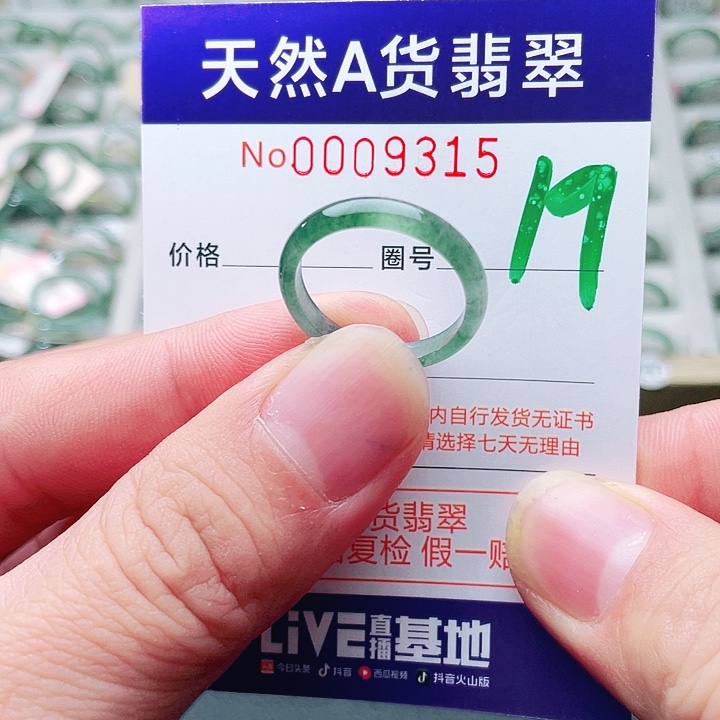 天然A货翡翠
No0009315
价格 圈号
17
内自行发货无证书
请选择七天无理由
货翡翠
复检 假一赔
LiVE直播基地
今日头条 抖音 西瓜视频 抖音火山版